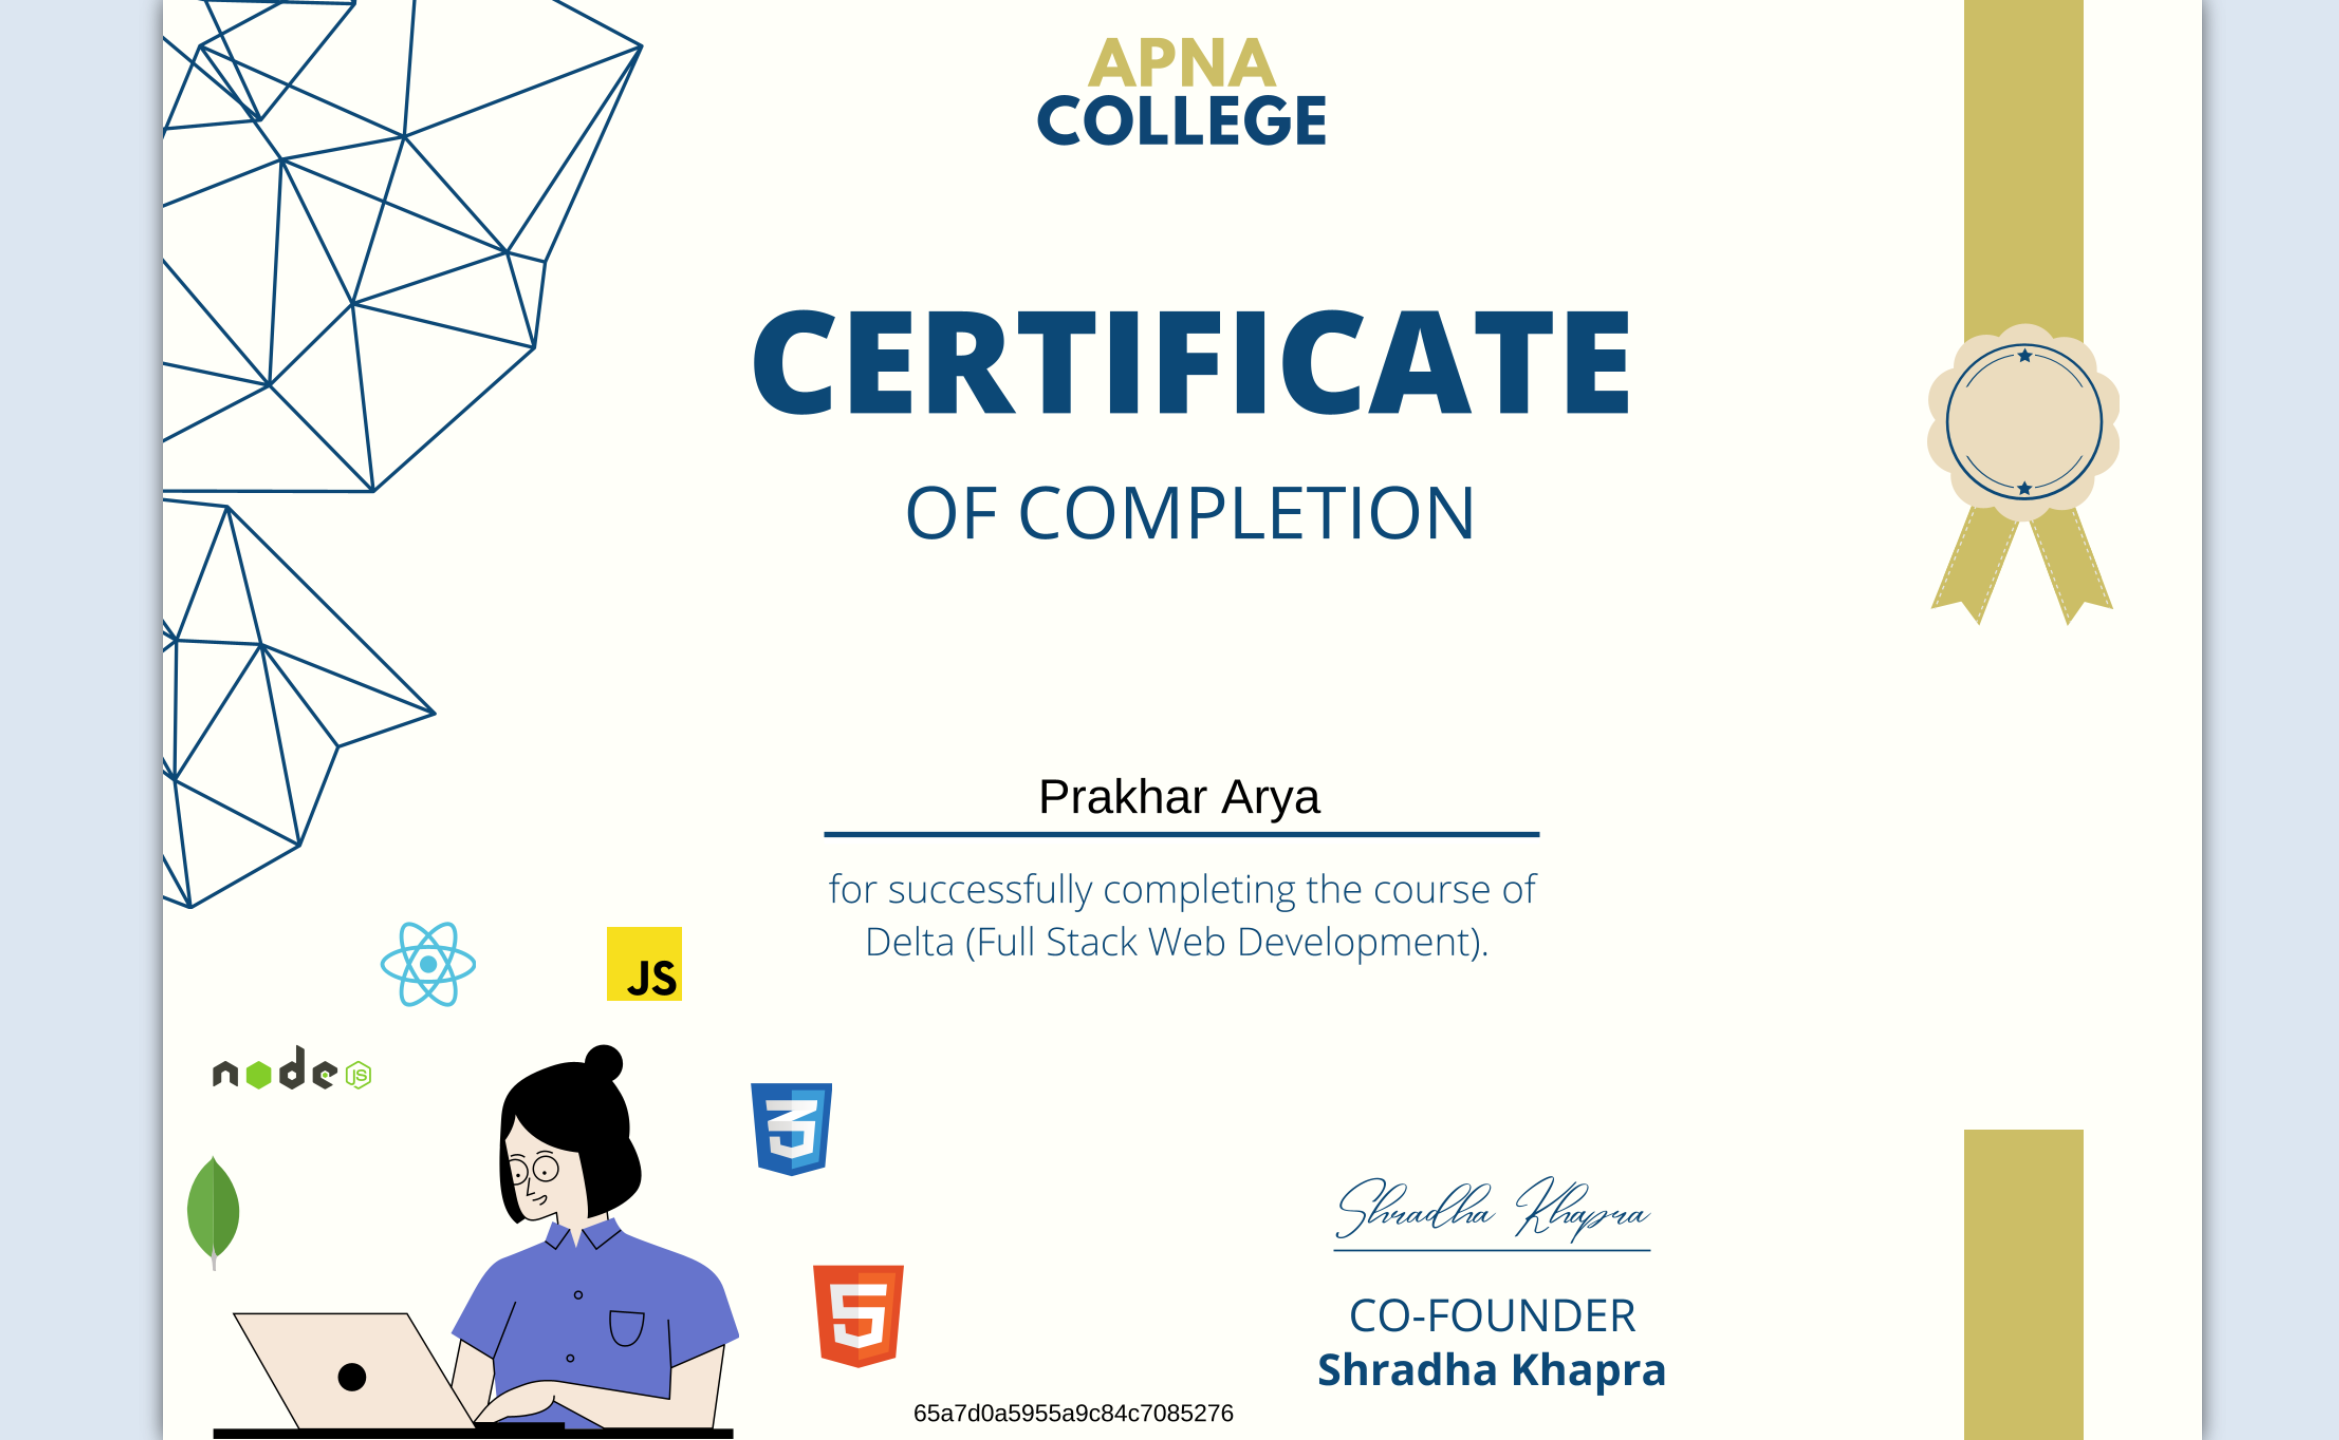 APNA
COLLEGE
CERTIFICATE
OF COMPLETION
Prakhar Arya
for successfully completing the course of
Delta (Full Stack Web Development).
JS
node JS
3
5
Shradha Khapra
CO-FOUNDER
Shradha Khapra
65a7d0a5955a9c84c7085276